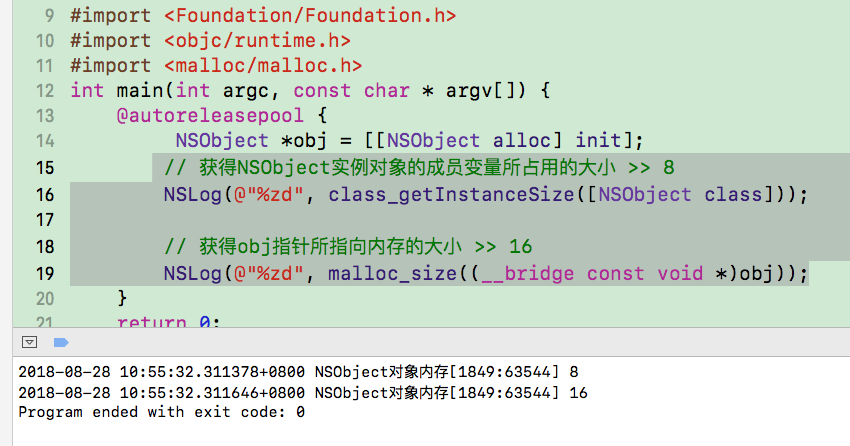 9 #import <Foundation/Foundation.h>
10 #import <objc/runtime.h>
11 #import <malloc/malloc.h>
12 int main(int argc, const char * argv[]) {
13     @autoreleasepool {
14          NSObject *obj = [[NSObject alloc] init];
15         // 获得NSObject实例对象的成员变量所占用的大小 >> 8
16         NSLog(@"%zd", class_getInstanceSize([NSObject class]));
17
18         // 获得obj指针所指向内存的大小 >> 16
19         NSLog(@"%zd", malloc_size((__bridge const void *)obj));
20     }
21     return 0;
2018-08-28 10:55:32.311378+0800 NSObject对象内存[1849:63544] 8
2018-08-28 10:55:32.311646+0800 NSObject对象内存[1849:63544] 16
Program ended with exit code: 0